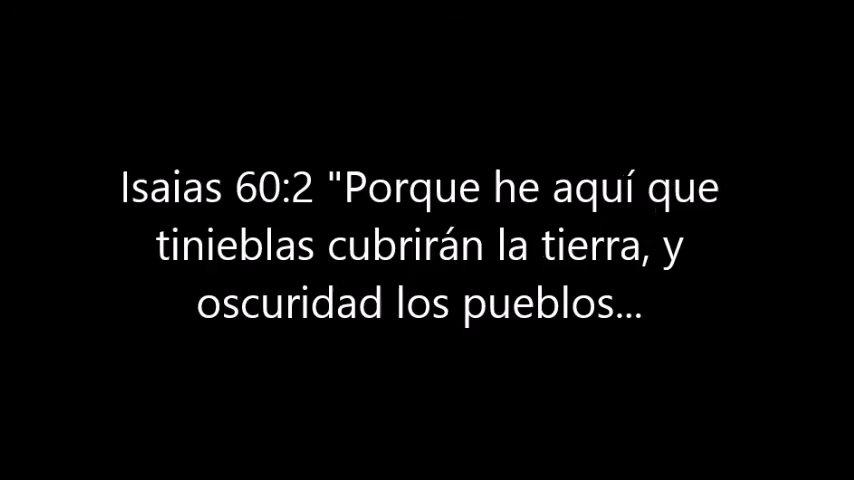 Isaias 60:2 "Porque he aquí que
tinieblas cubrirán la tierra, y
oscuridad los pueblos...